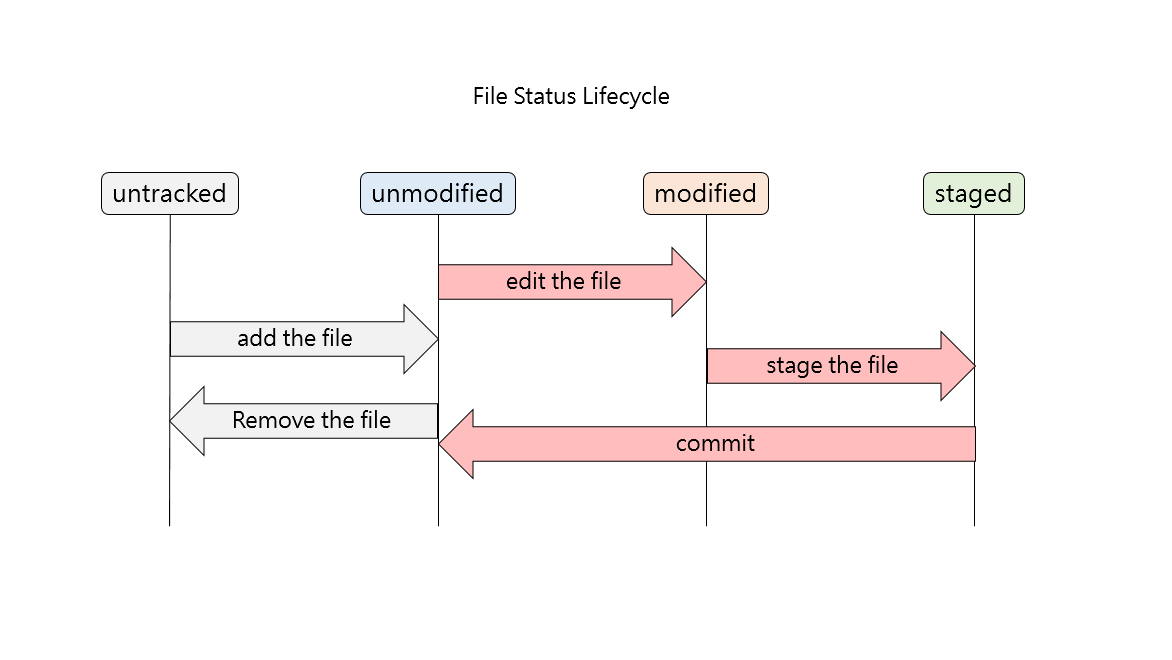 File Status Lifecycle
untracked
unmodified
modified
staged
edit the file
add the file
stage the file
Remove the file
commit